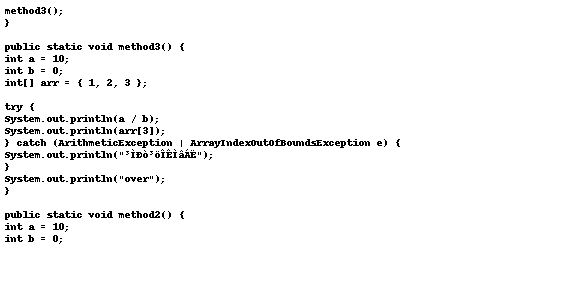 method3();
}
public static void method3() {
int a = 10;
int b = 0;
int[] arr = { 1, 2, 3 };
try {
System.out.println(a / b);
System.out.println(arr[3]);
} catch (ArithmeticException | ArrayIndexOutOfBoundsException e) {
System.out.println("³ÌÐò³öÎÊÌâÁË");
}
System.out.println("over");
}
public static void method2() {
int a = 10;
int b = 0;